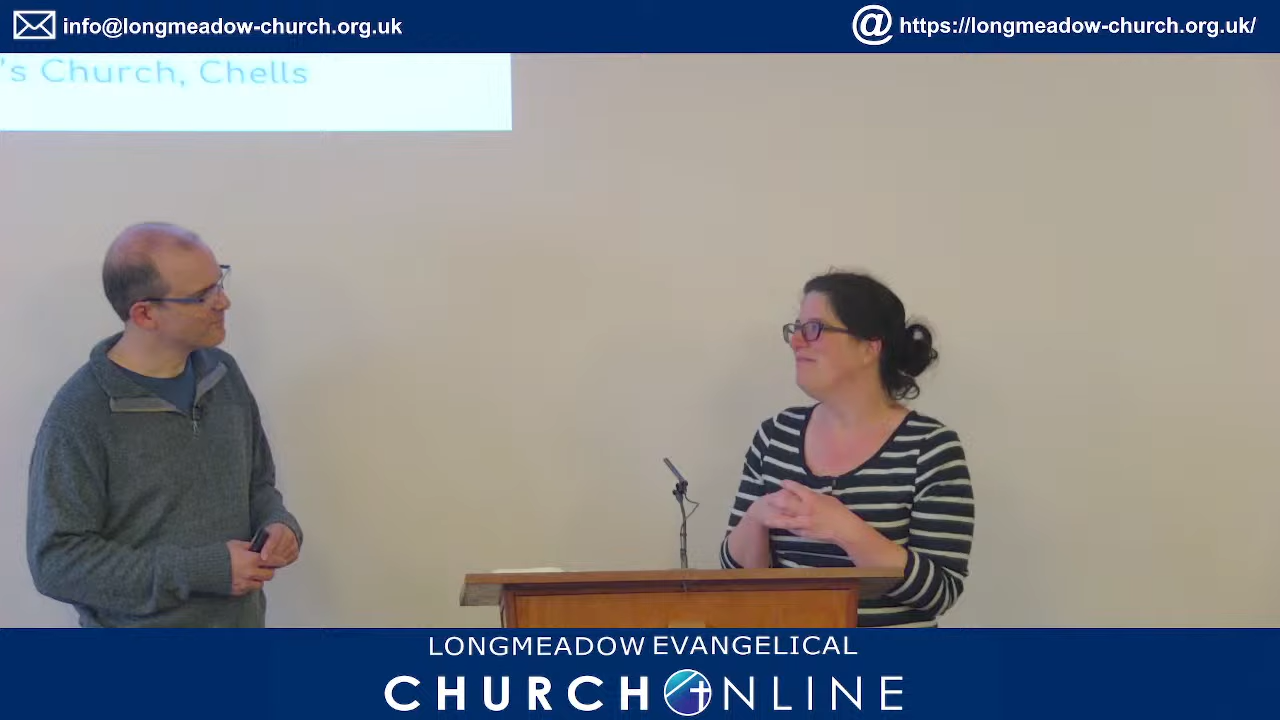 info@longmeadow-church.org.uk
https://longmeadow-church.org.uk/
's Church, Chells
LONGMEADOW EVANGELICAL
CHURCH ONLINE